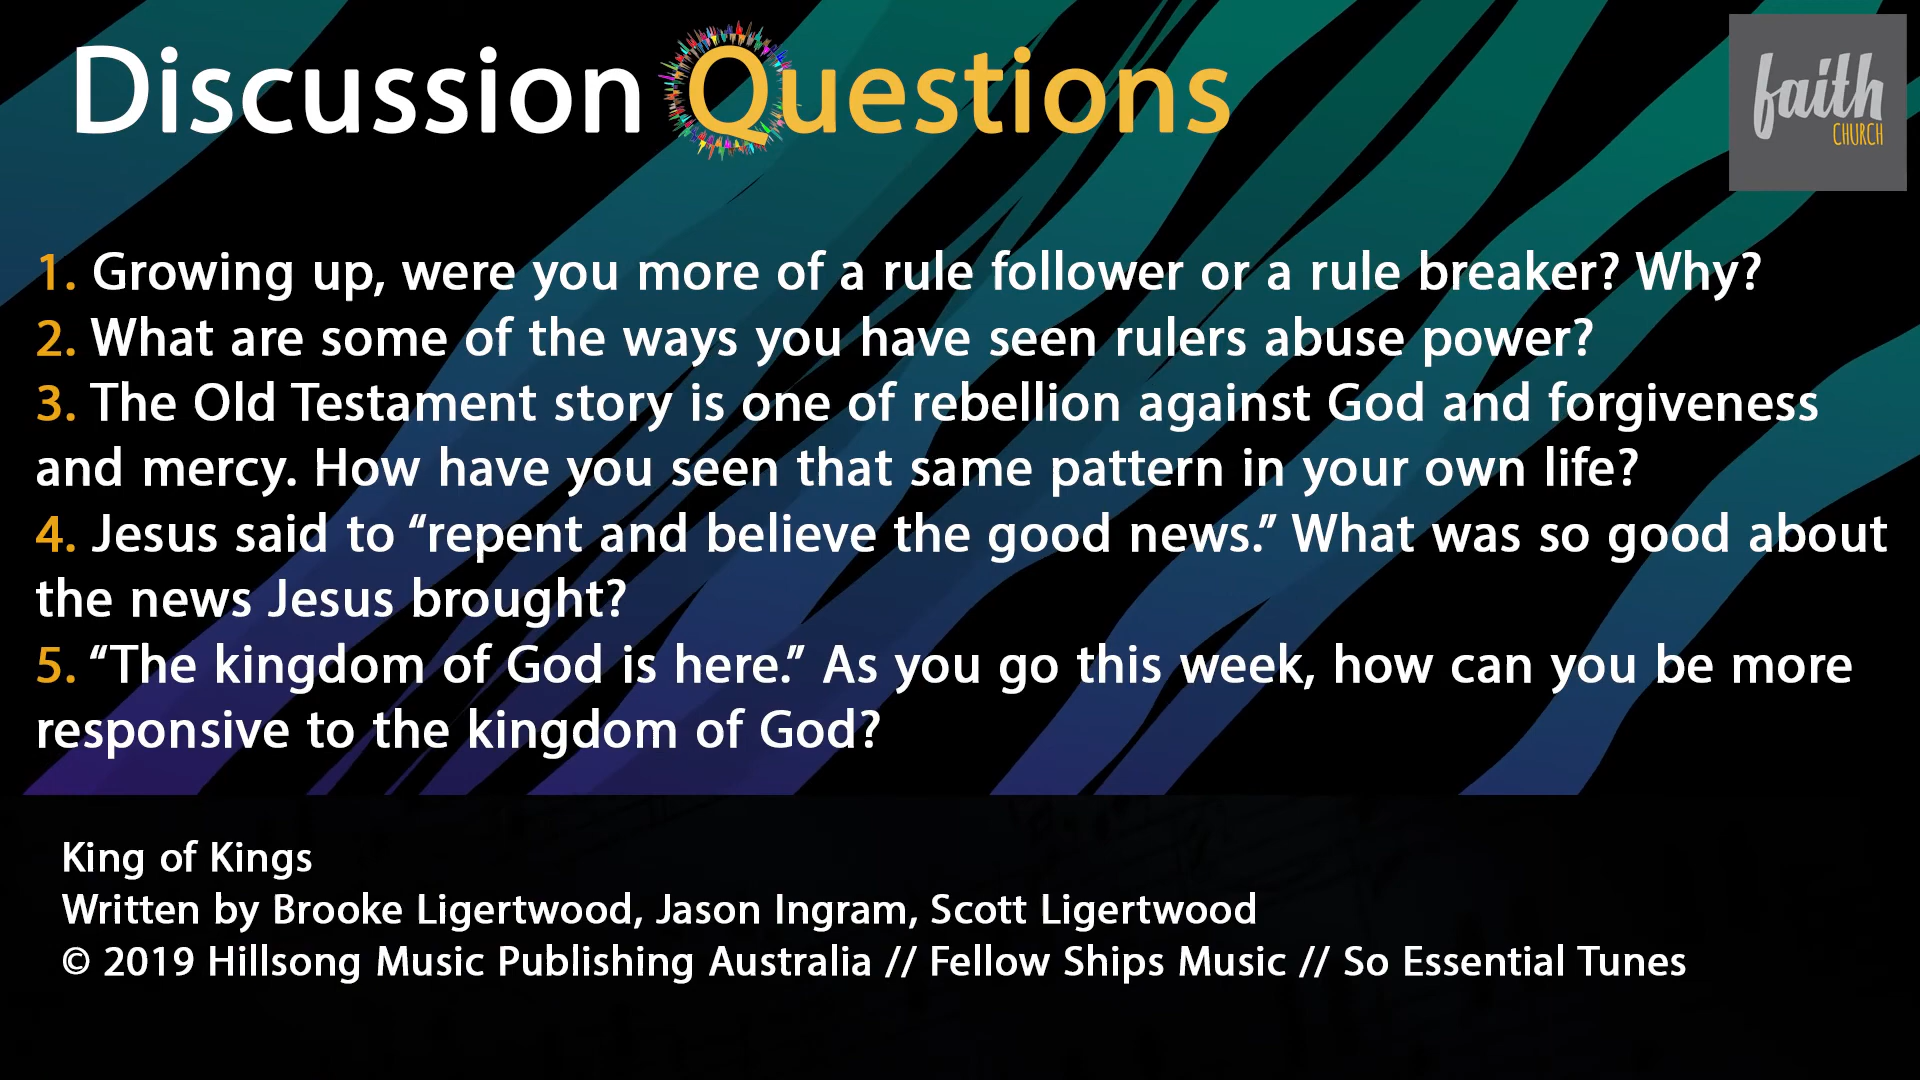 Discussion Questions
faith
CHURCH
1. Growing up, were you more of a rule follower or a rule breaker? Why?
2. What are some of the ways you have seen rulers abuse power?
3. The Old Testament story is one of rebellion against God and forgiveness
and mercy. How have you seen that same pattern in your own life?
4. Jesus said to “repent and believe the good news.” What was so good about
the news Jesus brought?
5. “The kingdom of God is here.” As you go this week, how can you be more
responsive to the kingdom of God?
King of Kings
Written by Brooke Ligertwood, Jason Ingram, Scott Ligertwood
© 2019 Hillsong Music Publishing Australia // Fellow Ships Music // So Essential Tunes